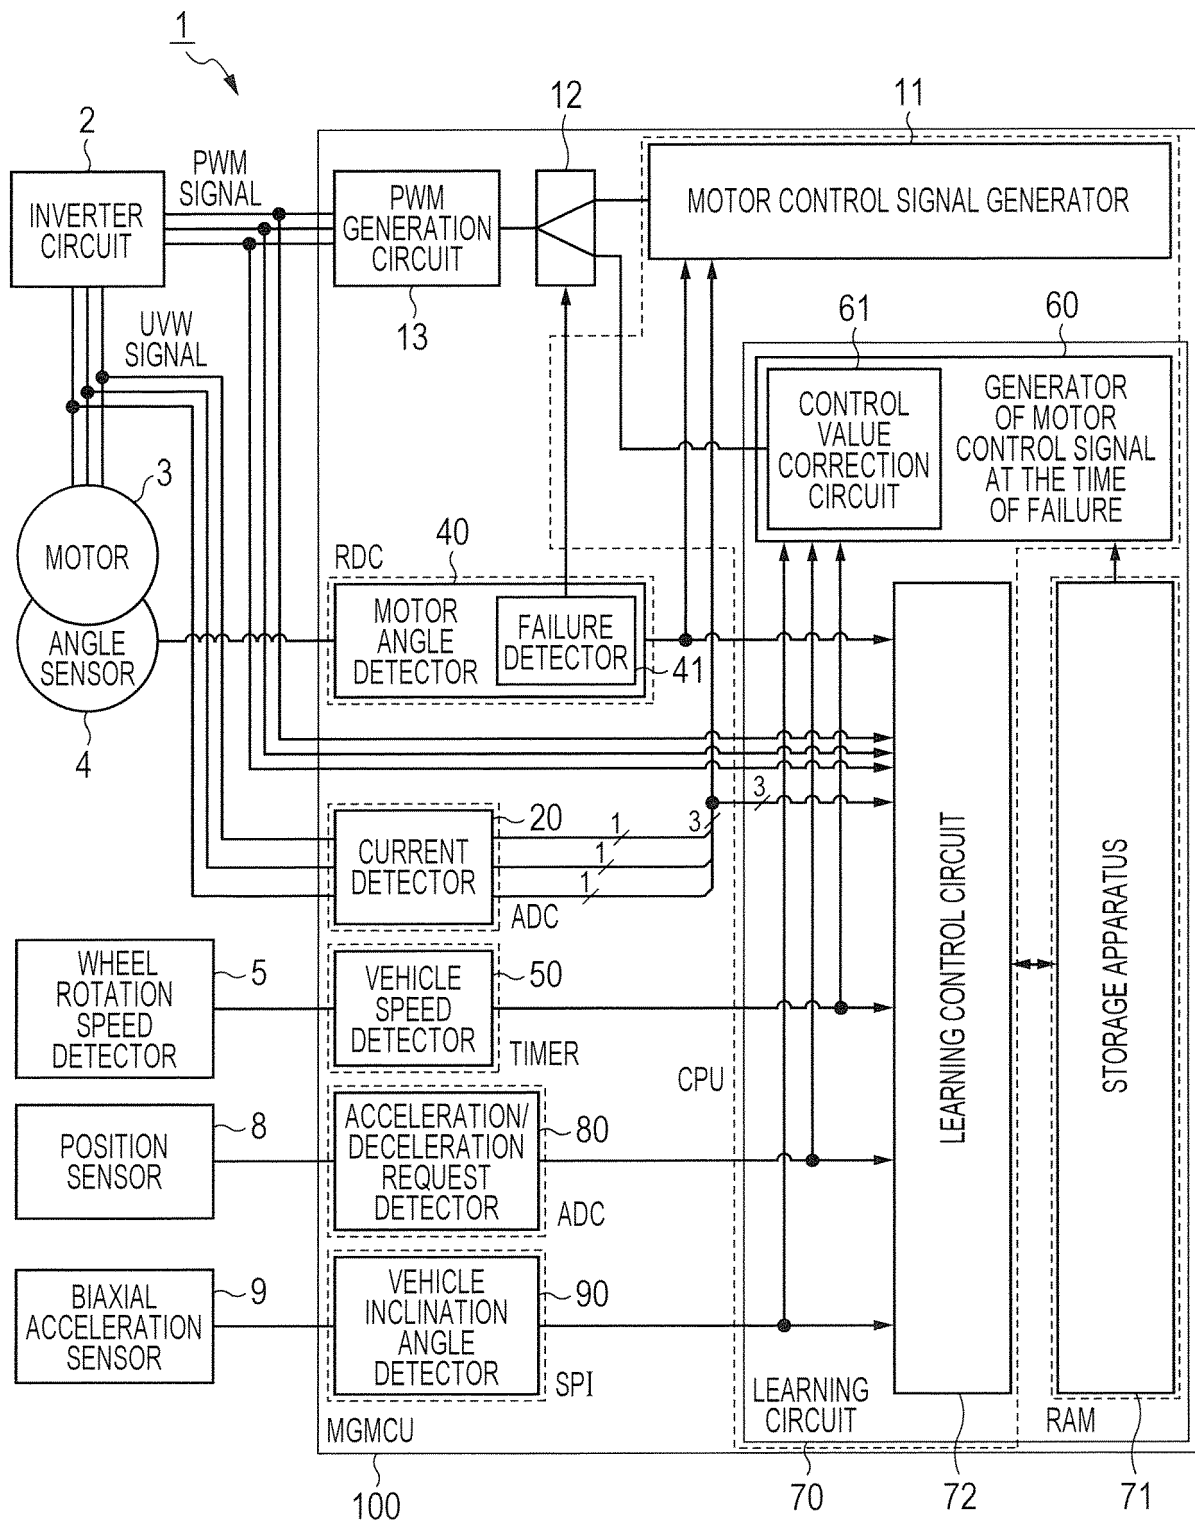 1
2
12
11
PWM
SIGNAL
INVERTER
CIRCUIT
PWM
GENERATION
CIRCUIT
13
MOTOR CONTROL SIGNAL GENERATOR
UVW
SIGNAL
61
60
CONTROL
VALUE
CORRECTION
CIRCUIT
GENERATOR
OF MOTOR
CONTROL SIGNAL
AT THE TIME
OF FAILURE
3
MOTOR
ANGLE
SENSOR
4
RDC
40
MOTOR
ANGLE
DETECTOR
FAILURE
DETECTOR
41
20
CURRENT
DETECTOR
ADC
1
1
1
3
3
LEARNING CONTROL CIRCUIT
STORAGE APPARATUS
WHEEL
ROTATION
SPEED
DETECTOR
5
VEHICLE
SPEED
DETECTOR
50
TIMER
CPU
POSITION
SENSOR
8
ACCELERATION/
DECELERATION
REQUEST
DETECTOR
80
ADC
BIAXIAL
ACCELERATION
SENSOR
9
VEHICLE
INCLINATION
ANGLE
DETECTOR
90
SPI
MGMCU
LEARNING
CIRCUIT
RAM
100
70
72
71